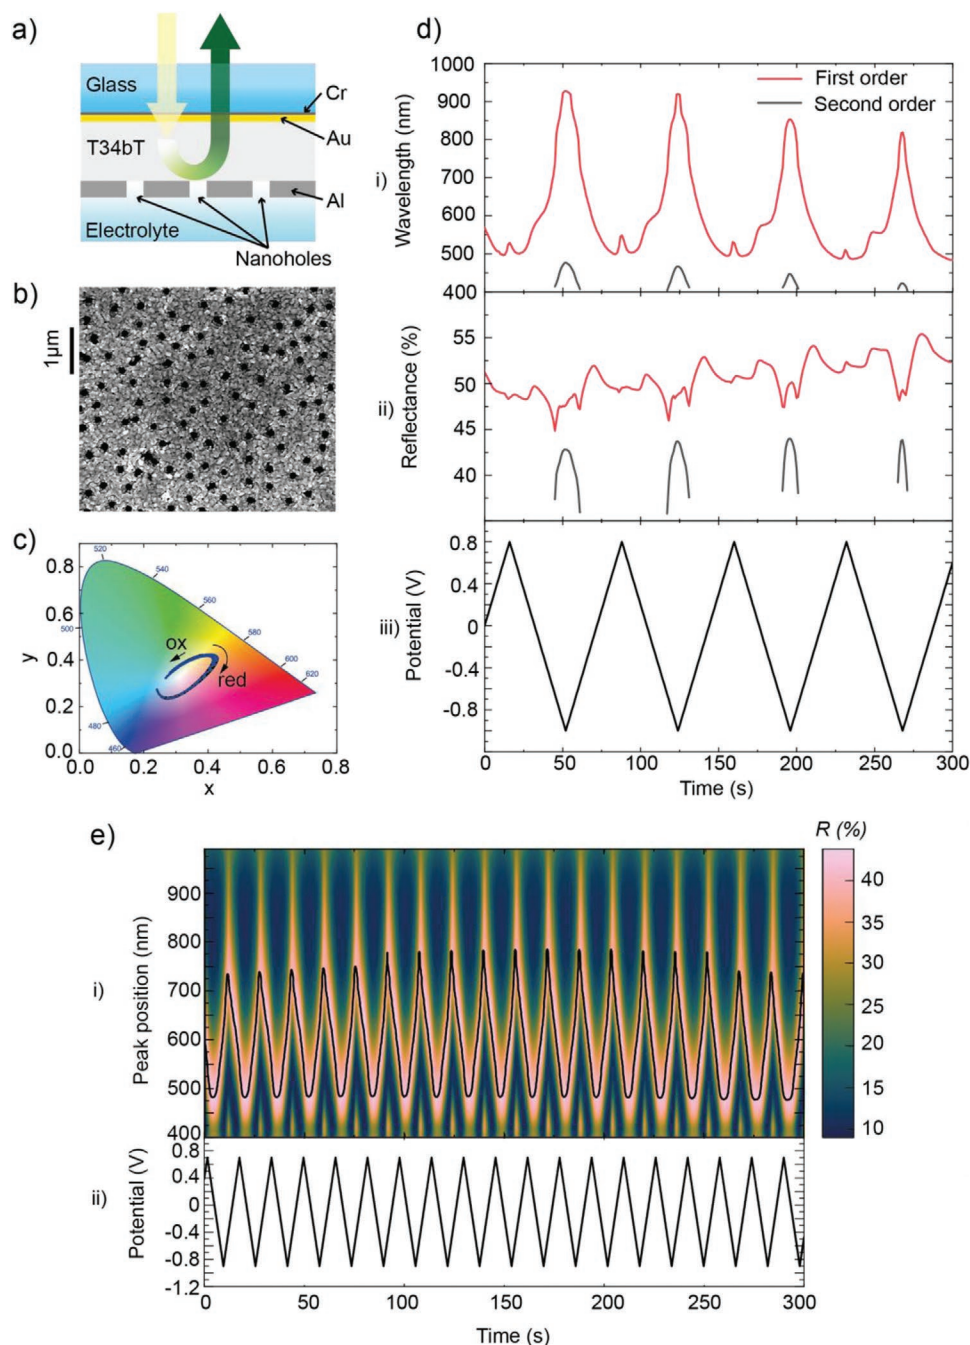 a)
Glass
Cr
Au
T34bT
Al
Electrolyte
Nanoholes
b)
1µm
c)
0.8
0.6
0.4
0.2
0.0
y
0.0 0.2 0.4 0.6 0.8
x
520
540
560
500
580
600
620
480
460
ox
red
d)
i)
Wavelength (nm)
1000
900
800
700
600
500
400
First order
Second order
ii)
Reflectance (%)
55
50
45
40
iii)
Potential (V)
0.8
0.4
0
-0.4
-0.8
0 50 100 150 200 250 300
Time (s)
e)
i)
Peak position (nm)
900
800
700
600
500
400
R (%)
40
35
30
25
20
15
10
ii)
Potential (V)
0.8
0.4
0
-0.4
-0.8
-1.2
0 50 100 150 200 250 300
Time (s)